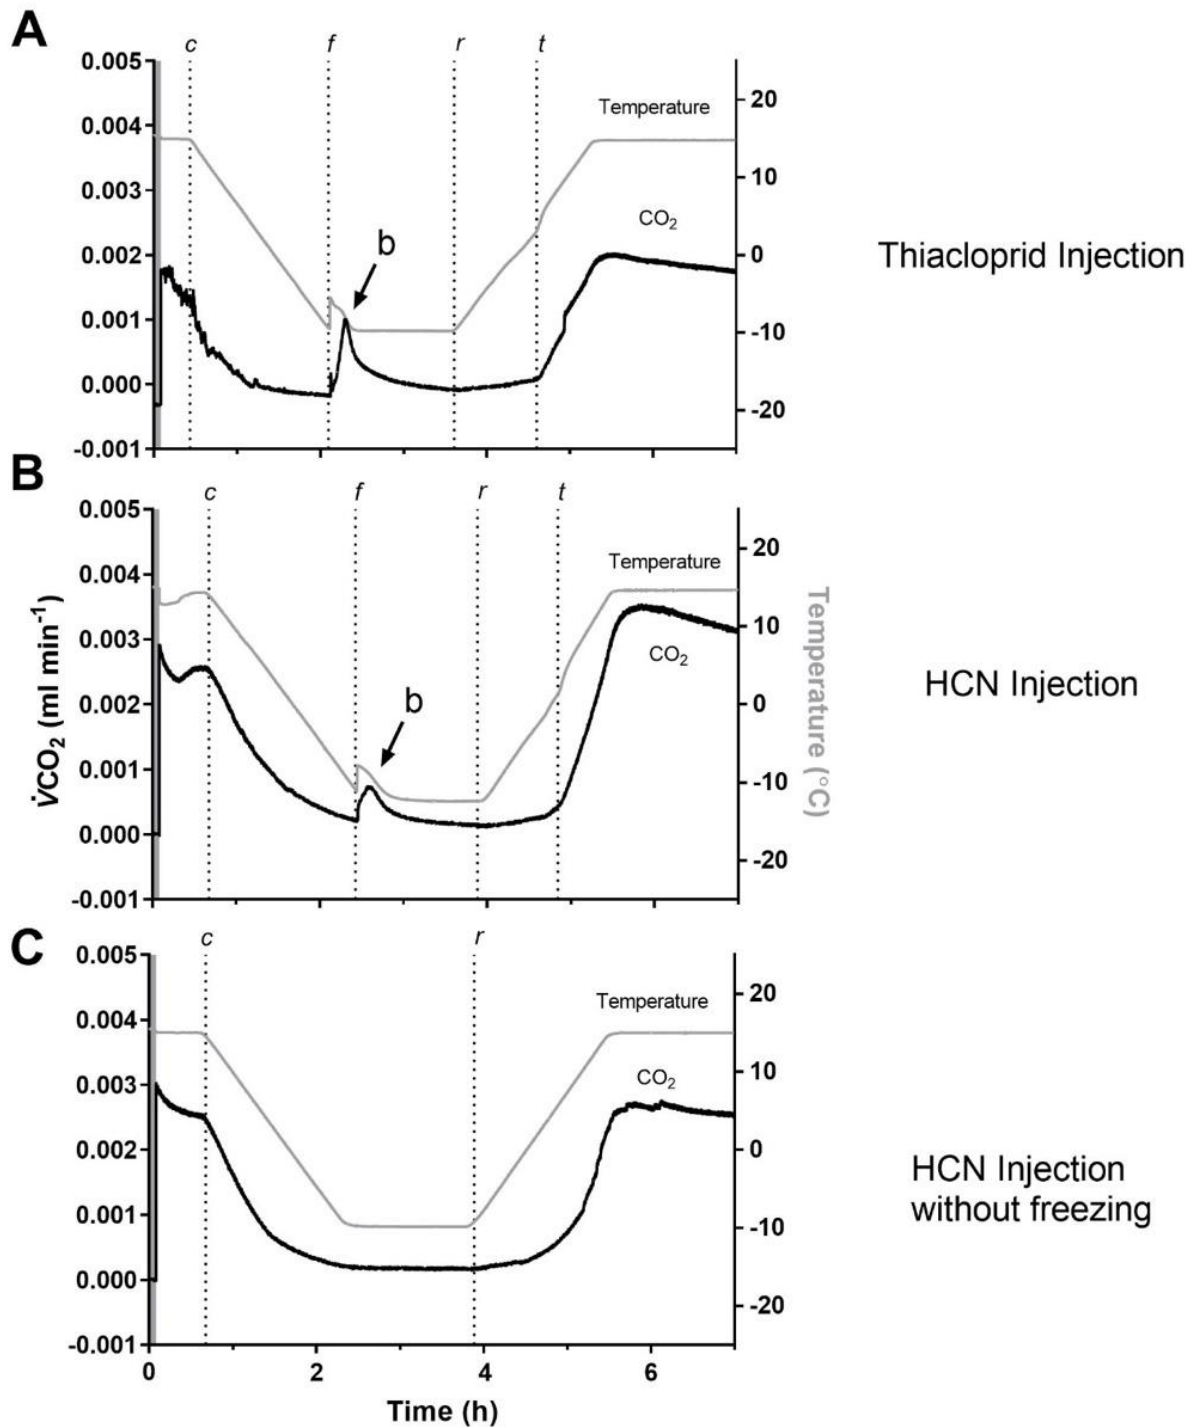 A
c f r t
0.005
0.004
0.003
0.002
0.001
0.000
-0.001
20
10
0
-10
-20
Temperature
CO₂
b
Thiacloprid Injection
B
c f r t
0.005
0.004
0.003
0.002
0.001
0.000
-0.001
20
10
0
-10
-20
Temperature
CO₂
b
V̇CO₂ (ml min⁻¹)
Temperature (°C)
HCN Injection
C
c r
0.005
0.004
0.003
0.002
0.001
0.000
-0.001
20
10
0
-10
-20
Temperature
CO₂
HCN Injection
without freezing
0 2 4 6
Time (h)